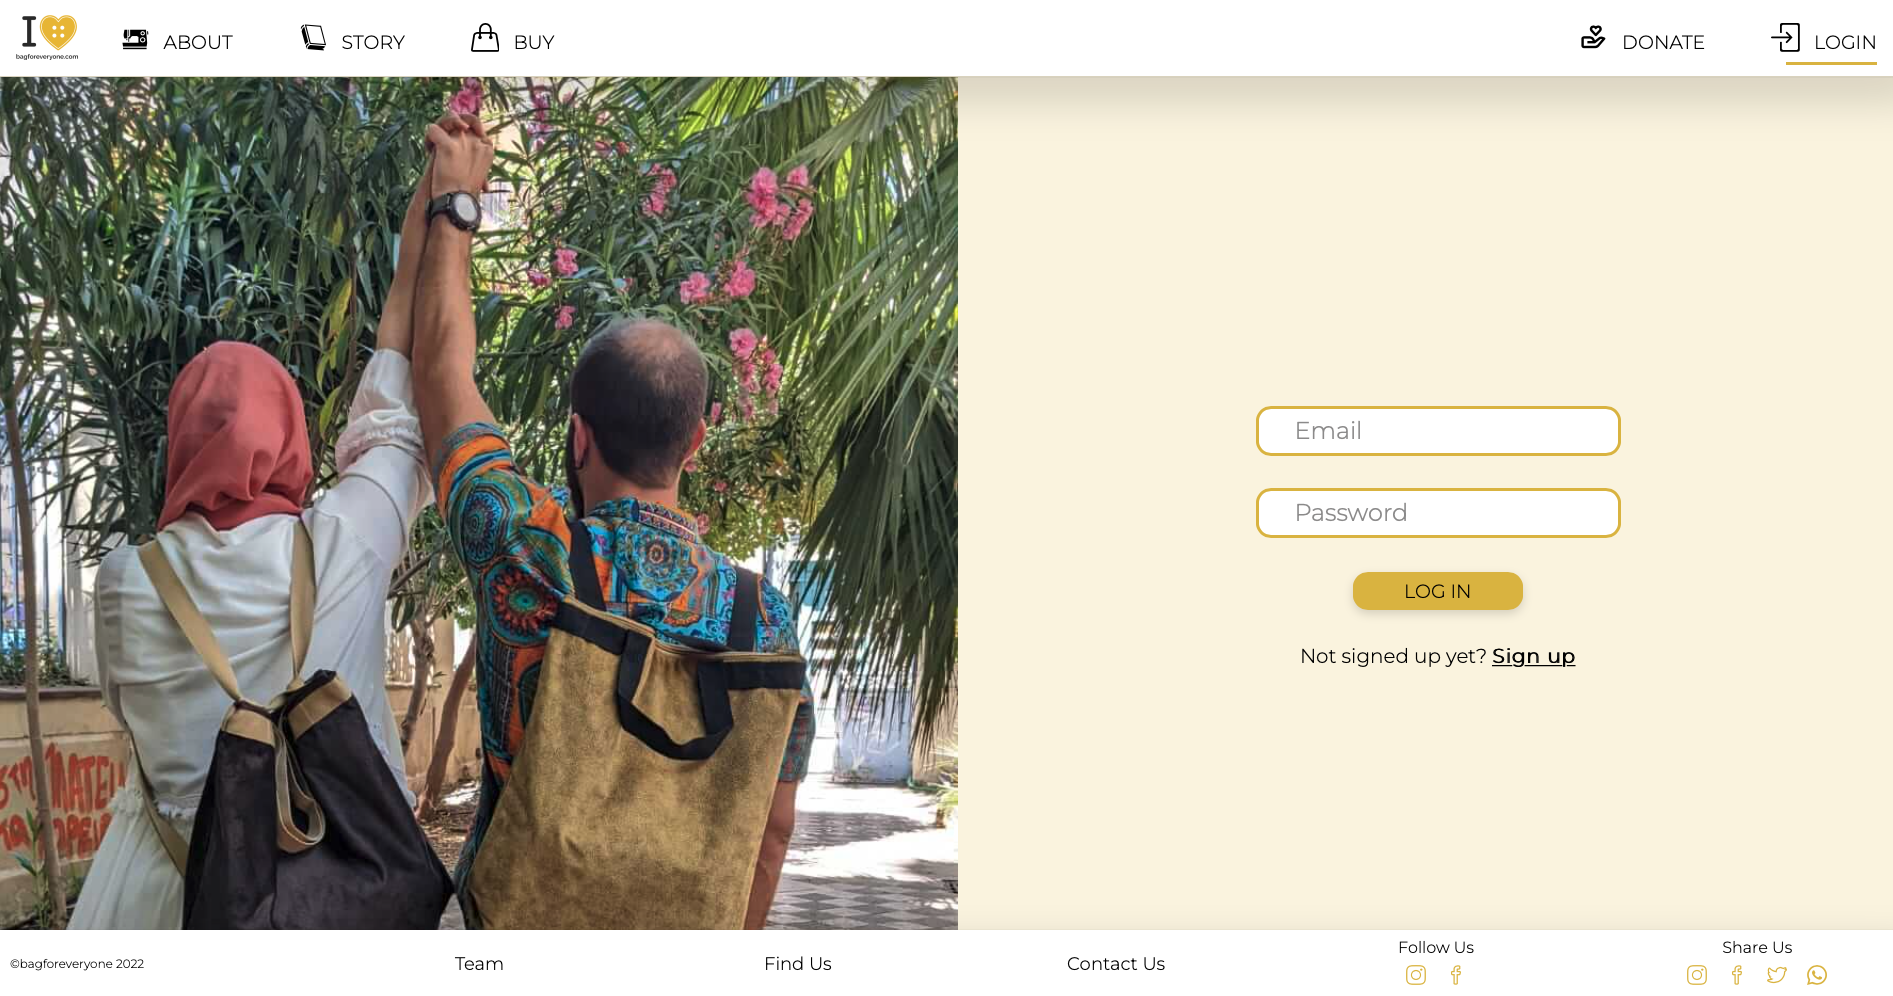 I
bagforeveryone.com
ABOUT
STORY
BUY
DONATE
LOGIN
Email
Password
LOG IN
Not signed up yet? Sign up
©bagforeveryone 2022
Team
Find Us
Contact Us
Follow Us
Share Us